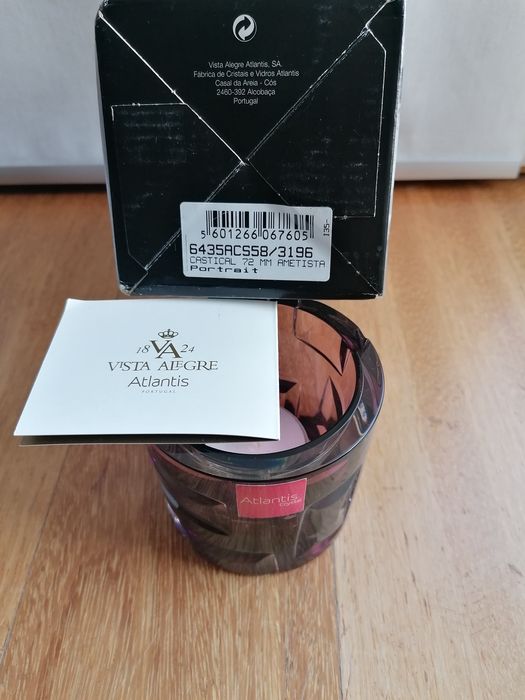 Vista Alegre Atlantis, SA
Fábrica de Cristais e Vidros Atlantis
Casal da Areia - Cós
2460-392 Alcobaça
Portugal
5 601266 067605
135-
6435ACS58/3196
CASTICAL 72 MM AMETISTA
Portrait
18 VA 24
VISTA ALEGRE
Atlantis
PORTUGAL
Atlantis